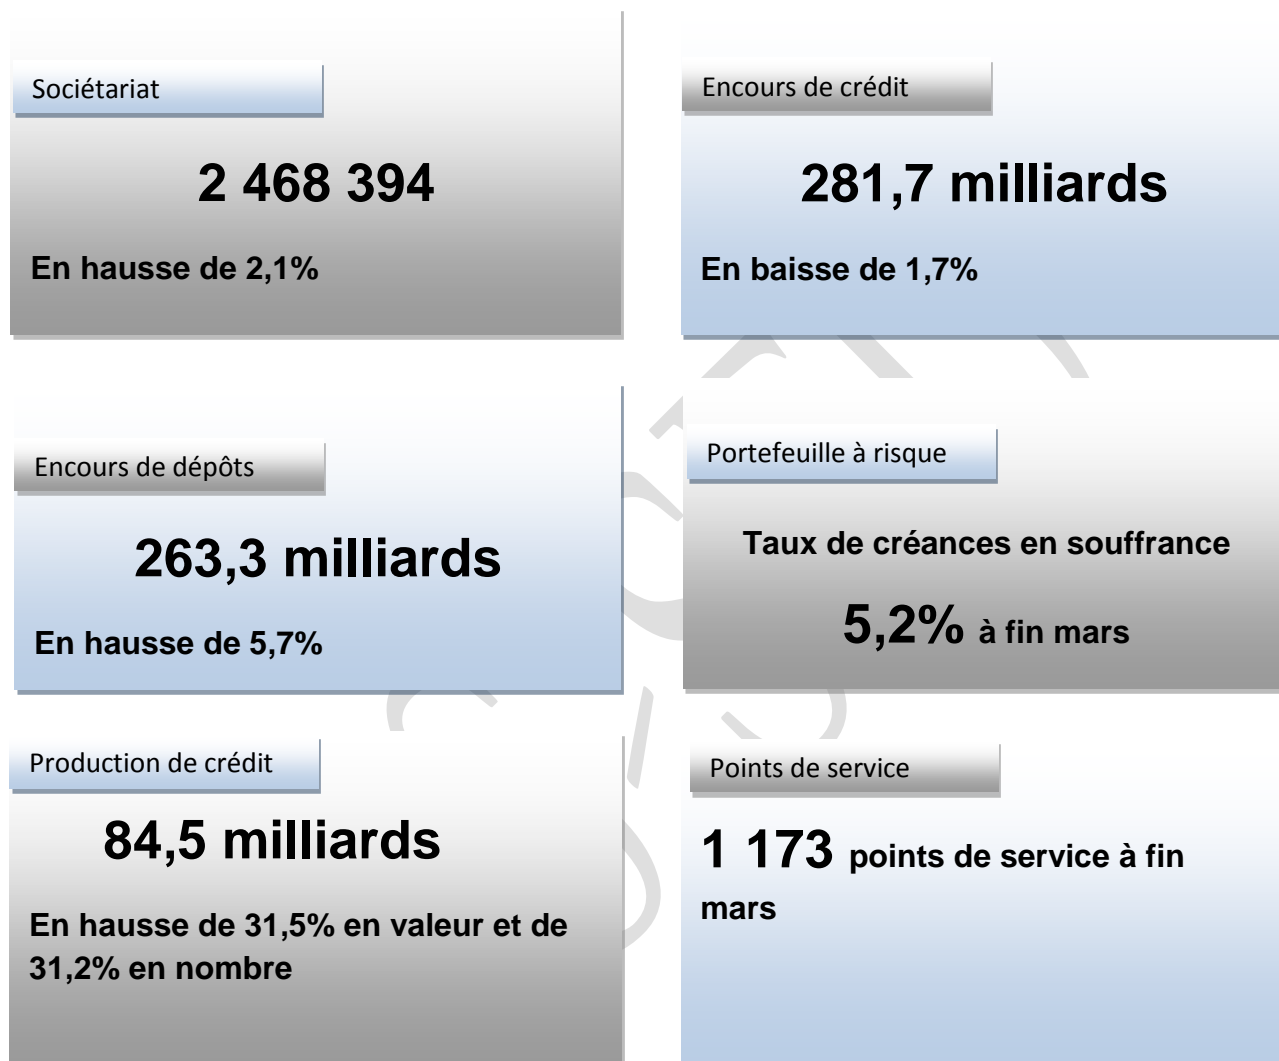 Sociétariat
2 468 394
En hausse de 2,1%
Encours de crédit
281,7 milliards
En baisse de 1,7%
Encours de dépôts
263,3 milliards
En hausse de 5,7%
Portefeuille à risque
Taux de créances en souffrance
5,2% à fin mars
Production de crédit
84,5 milliards
En hausse de 31,5% en valeur et de
31,2% en nombre
Points de service
1 173 points de service à fin
mars